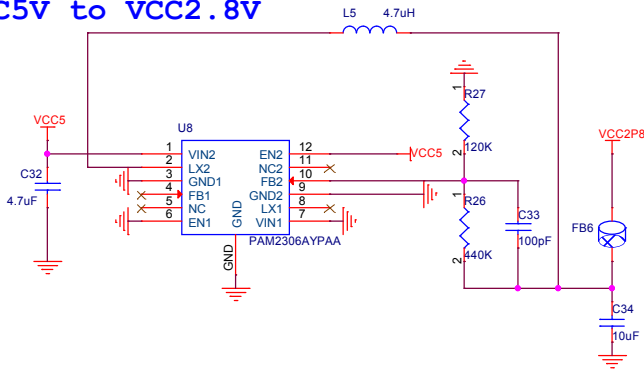 C5V to VCC2.8V
L5 4.7uH
R27
1
2
120K
VCC5
U8
VCC2P8
C32
4.7uF
1 VIN2
2 LX2
3 GND1
4 FB1
5 NC
6 EN1
EN2 12 VCC5
NC2 11
FB2 10
GND2 9
LX1 8
VIN1 7
GND
GND
PAM2306AYPAA
1
R26
2
440K
C33
100pF
FB6
C34
10uF